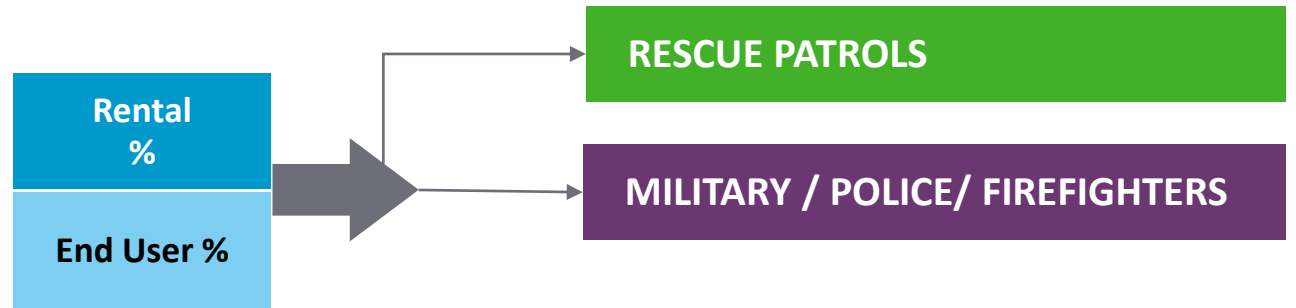 RESCUE PATROLS
Rental
%
MILITARY / POLICE/ FIREFIGHTERS
End User %